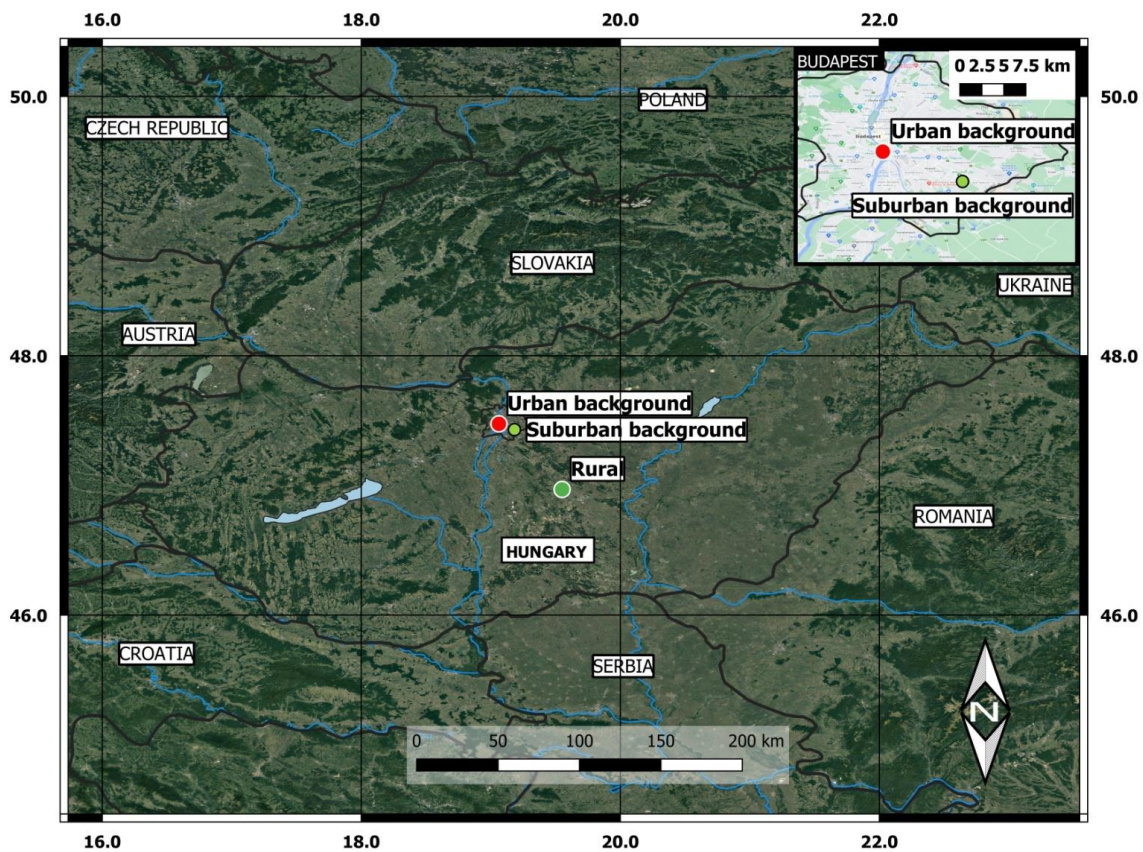 16.0 18.0 20.0 22.0
50.0 50.0
BUDAPEST
0 2.5 5 7.5 km
Urban background
Suburban background
POLAND
CZECH REPUBLIC
SLOVAKIA
UKRAINE
AUSTRIA
48.0 48.0
Urban background
Suburban background
Rural
ROMANIA
HUNGARY
46.0 46.0
CROATIA
SERBIA
N
0 50 100 150 200 km
16.0 18.0 20.0 22.0